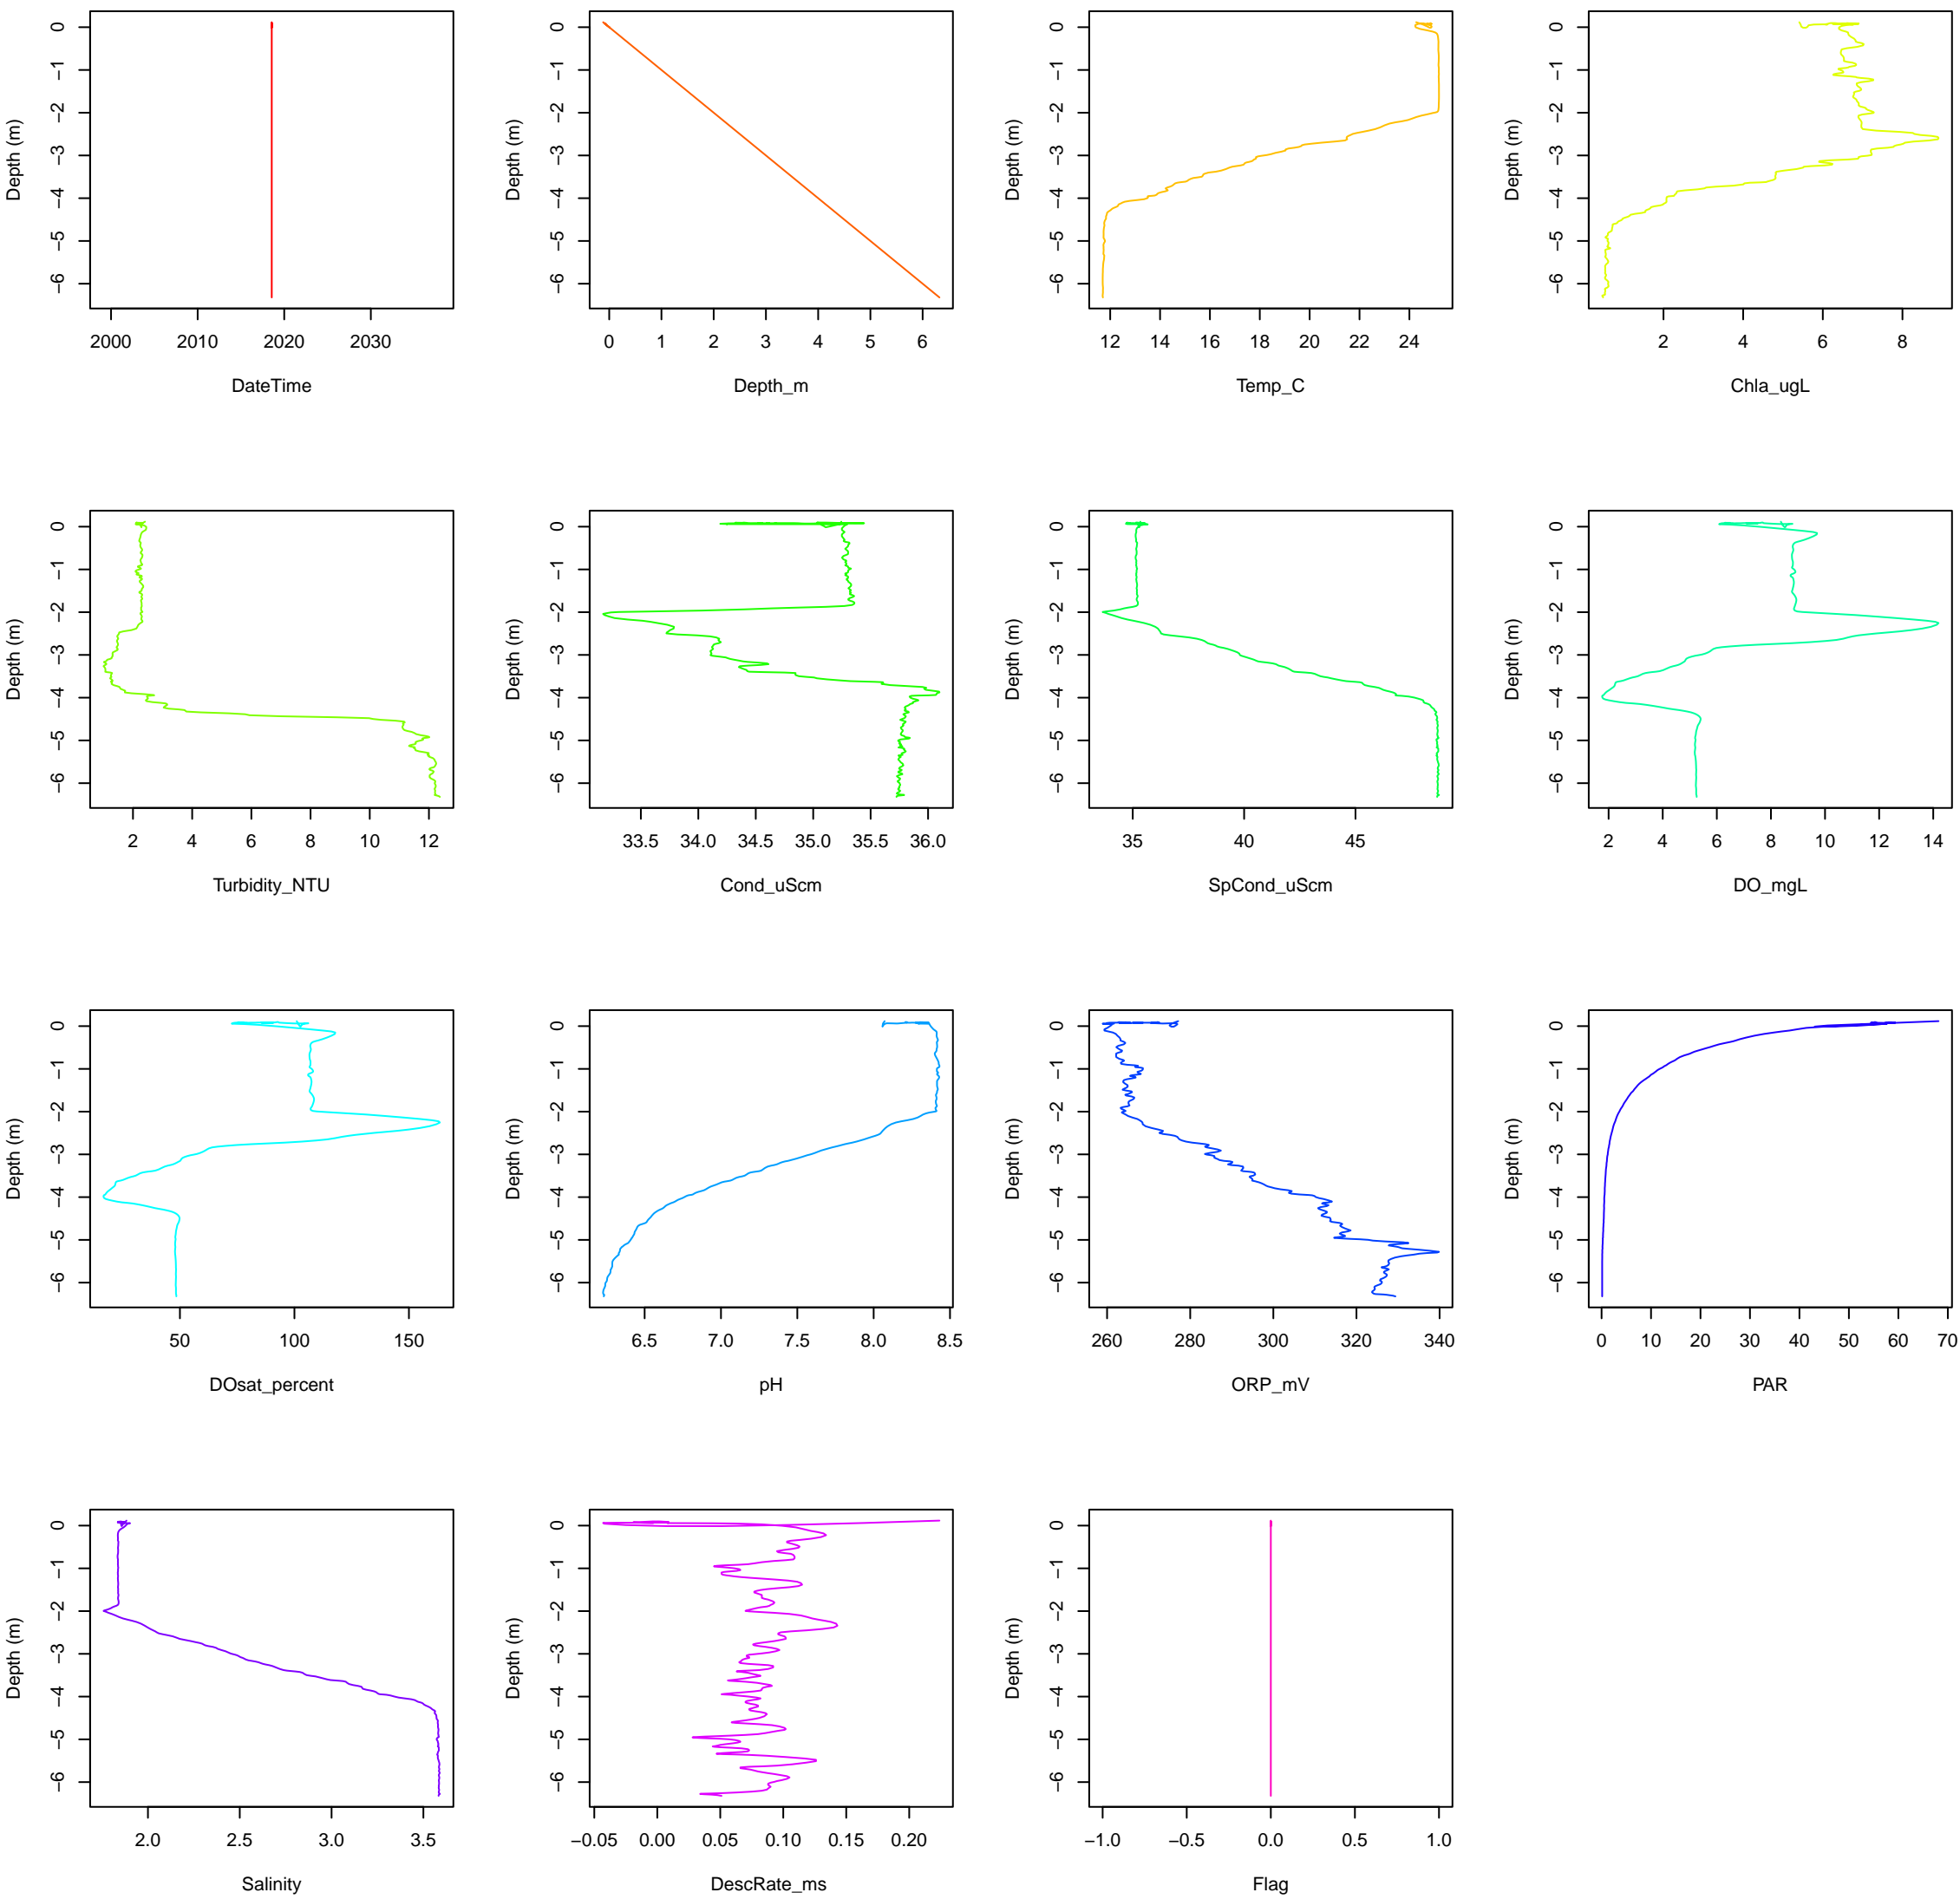 0 −1 −2 −3 −4 −5 −6
Depth (m)
2000 2010 2020 2030
DateTime
0 −1 −2 −3 −4 −5 −6
Depth (m)
0 1 2 3 4 5 6
Depth_m
0 −1 −2 −3 −4 −5 −6
Depth (m)
12 14 16 18 20 22 24
Temp_C
0 −1 −2 −3 −4 −5 −6
Depth (m)
2 4 6 8
Chla_ugL
0 −1 −2 −3 −4 −5 −6
Depth (m)
2 4 6 8 10 12
Turbidity_NTU
0 −1 −2 −3 −4 −5 −6
Depth (m)
33.5 34.0 34.5 35.0 35.5 36.0
Cond_uScm
0 −1 −2 −3 −4 −5 −6
Depth (m)
35 40 45
SpCond_uScm
0 −1 −2 −3 −4 −5 −6
Depth (m)
2 4 6 8 10 12 14
DO_mgL
0 −1 −2 −3 −4 −5 −6
Depth (m)
50 100 150
DOsat_percent
0 −1 −2 −3 −4 −5 −6
Depth (m)
6.5 7.0 7.5 8.0 8.5
pH
0 −1 −2 −3 −4 −5 −6
Depth (m)
260 280 300 320 340
ORP_mV
0 −1 −2 −3 −4 −5 −6
Depth (m)
0 10 20 30 40 50 60 70
PAR
0 −1 −2 −3 −4 −5 −6
Depth (m)
2.0 2.5 3.0 3.5
Salinity
0 −1 −2 −3 −4 −5 −6
Depth (m)
−0.05 0.00 0.05 0.10 0.15 0.20
DescRate_ms
0 −1 −2 −3 −4 −5 −6
Depth (m)
−1.0 −0.5 0.0 0.5 1.0
Flag